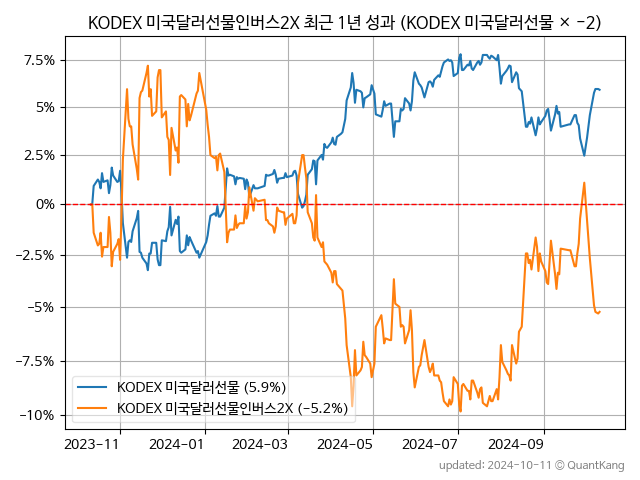 KODEX 미국달러선물인버스2X 최근 1년 성과 (KODEX 미국달러선물 × −2)
7.5%
5%
2.5%
0%
−2.5%
−5%
−7.5%
−10%
KODEX 미국달러선물 (5.9%)
KODEX 미국달러선물인버스2X (−5.2%)
2023-11 2024-01 2024-03 2024-05 2024-07 2024-09
updated: 2024-10-11 ⓒ QuantKang